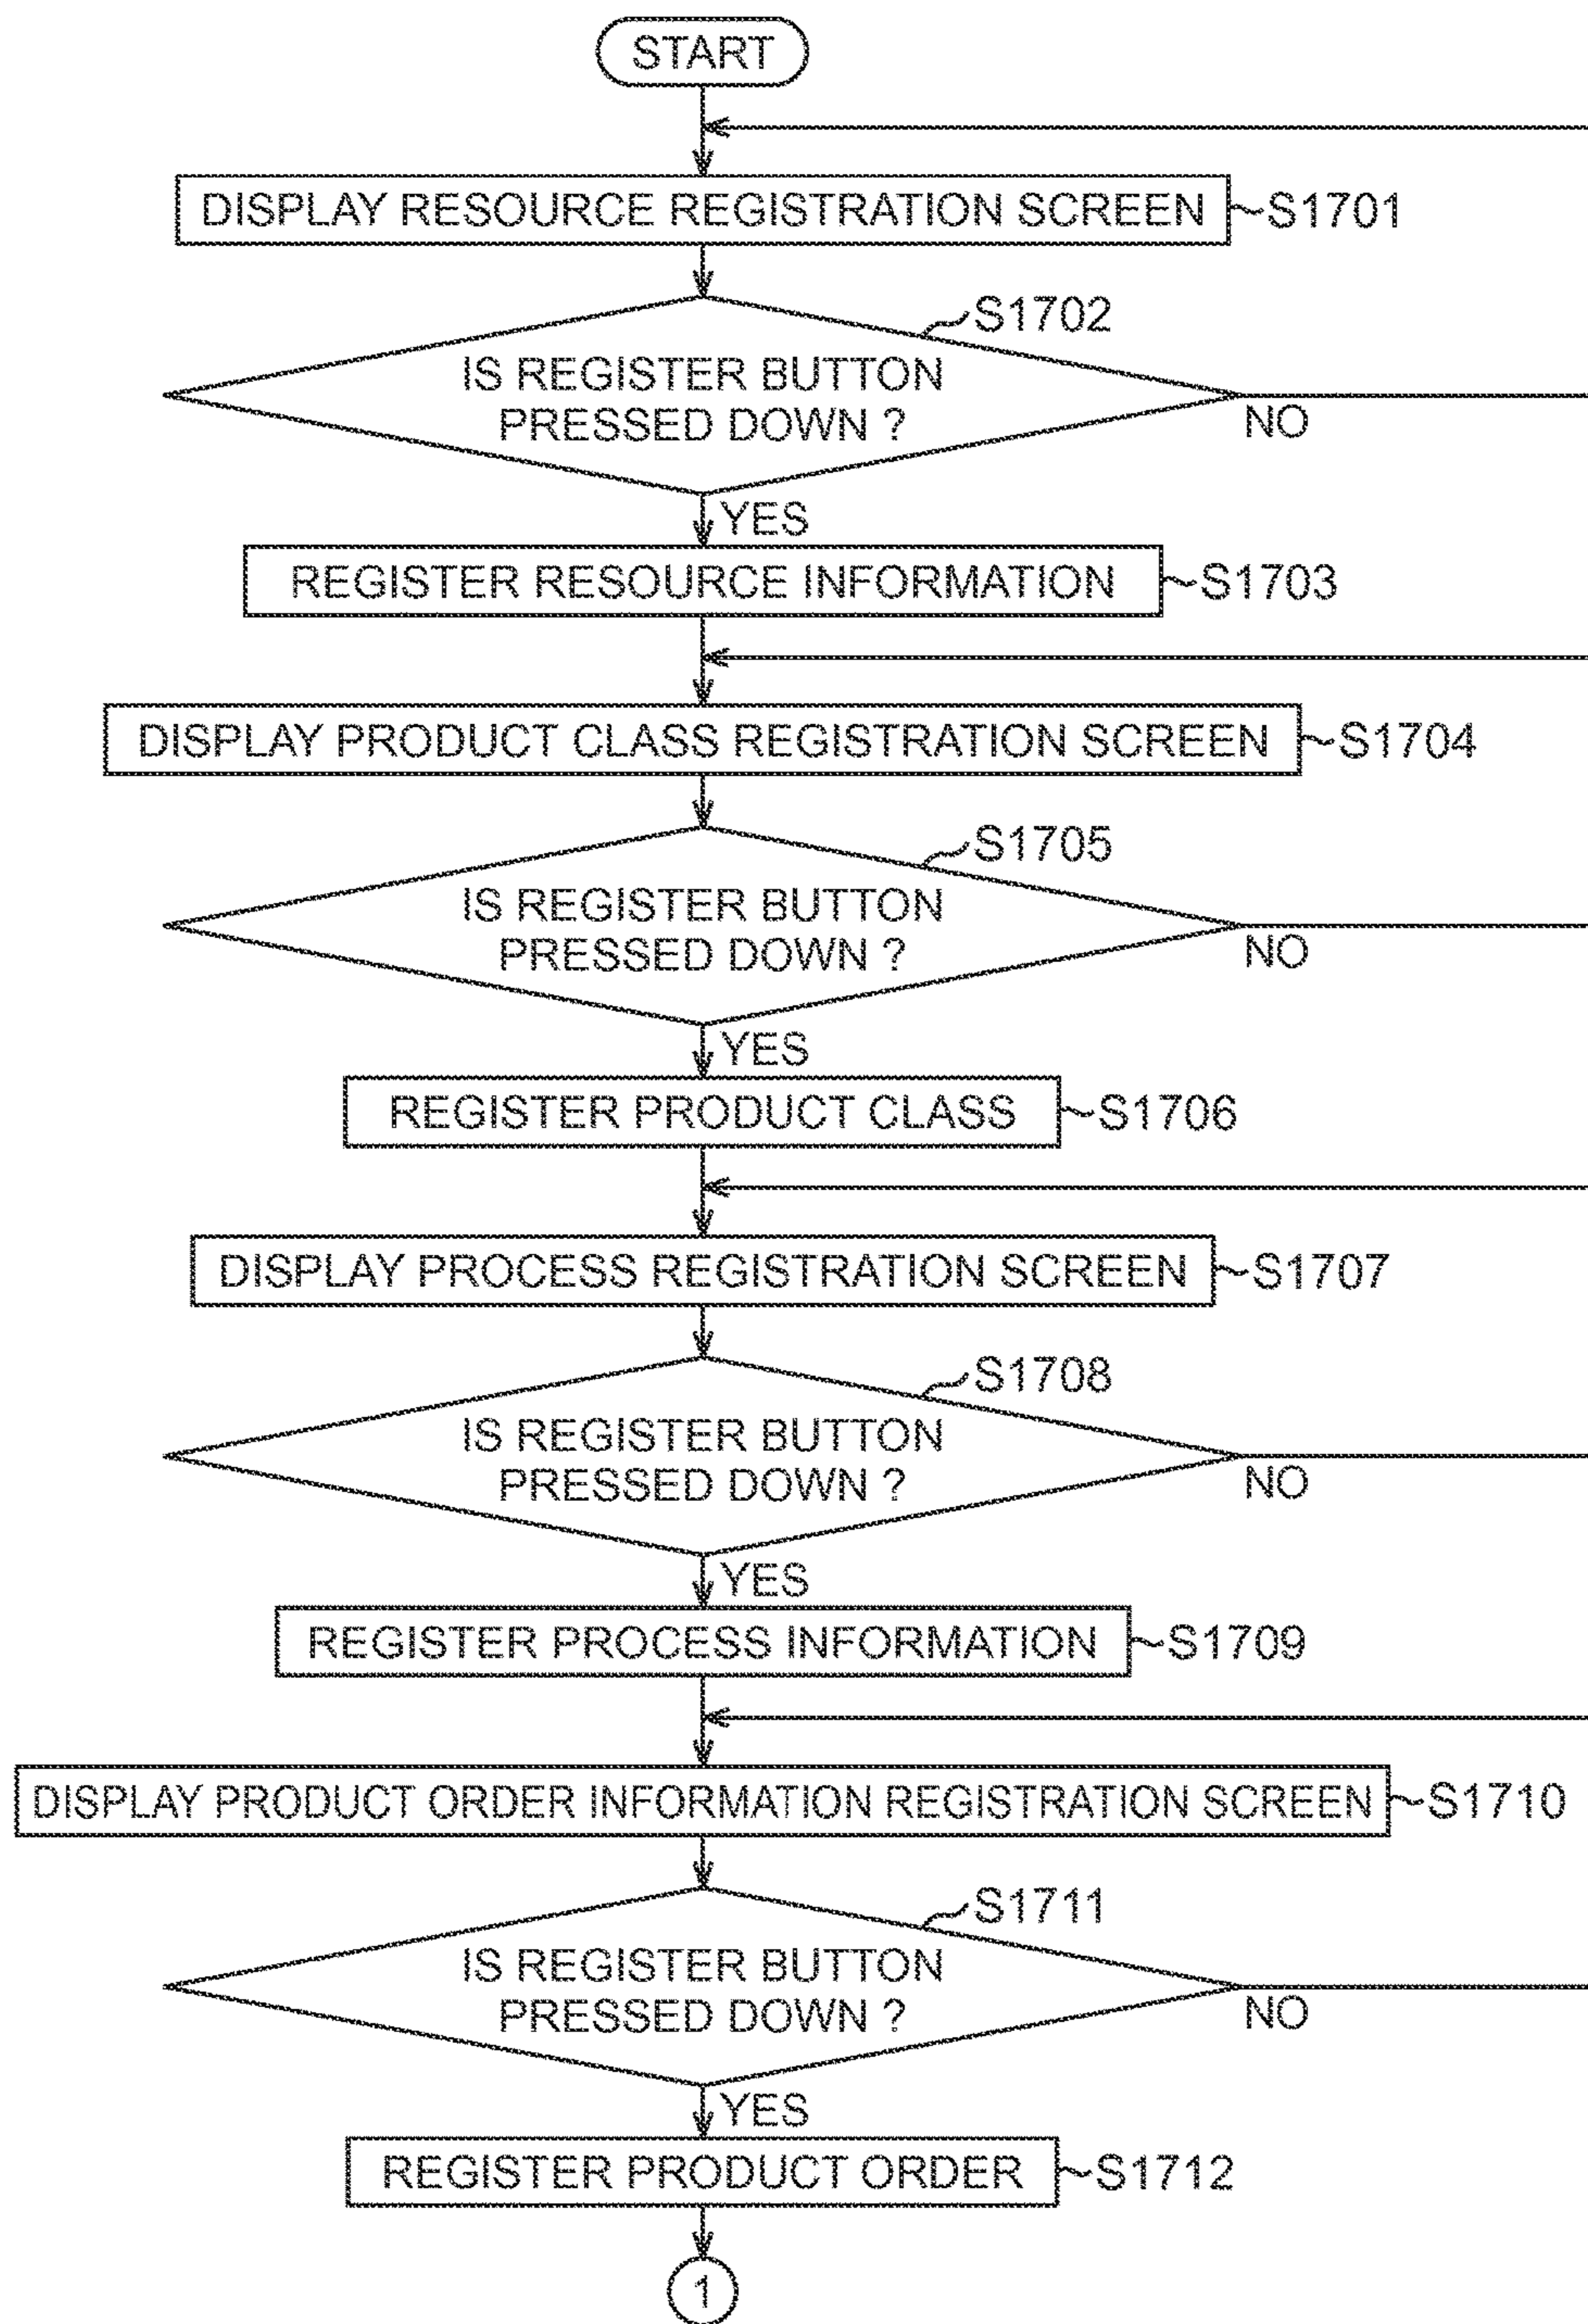 START
DISPLAY RESOURCE REGISTRATION SCREEN S1701
S1702
IS REGISTER BUTTON
PRESSED DOWN ?
NO
YES
REGISTER RESOURCE INFORMATION S1703
DISPLAY PRODUCT CLASS REGISTRATION SCREEN S1704
S1705
IS REGISTER BUTTON
PRESSED DOWN ?
NO
YES
REGISTER PRODUCT CLASS S1706
DISPLAY PROCESS REGISTRATION SCREEN S1707
S1708
IS REGISTER BUTTON
PRESSED DOWN ?
NO
YES
REGISTER PROCESS INFORMATION S1709
DISPLAY PRODUCT ORDER INFORMATION REGISTRATION SCREEN S1710
S1711
IS REGISTER BUTTON
PRESSED DOWN ?
NO
YES
REGISTER PRODUCT ORDER S1712
1